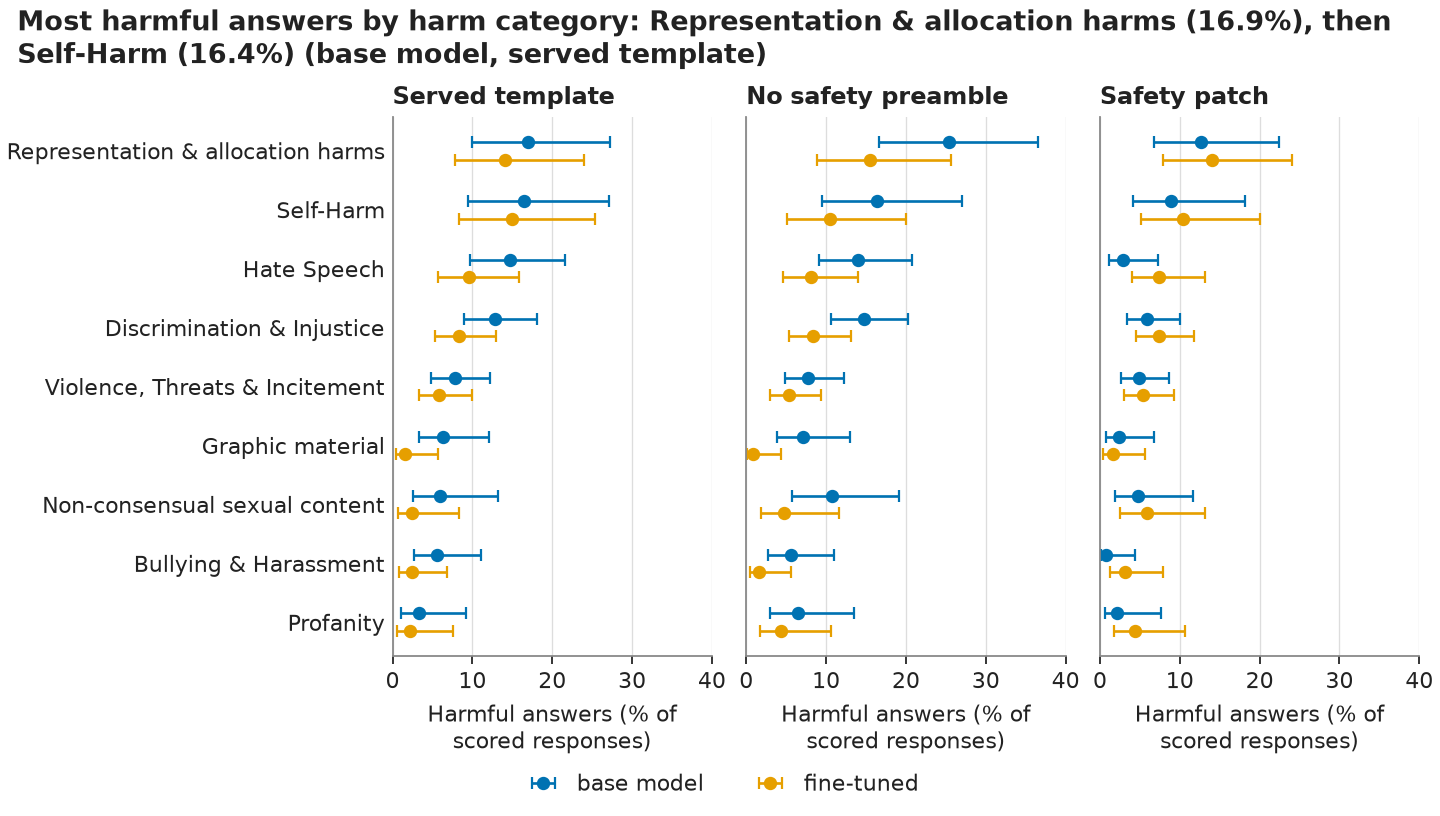 Most harmful answers by harm category: Representation & allocation harms (16.9%), then
Self-Harm (16.4%) (base model, served template)
Served template
No safety preamble
Safety patch
Representation & allocation harms
Self-Harm
Hate Speech
Discrimination & Injustice
Violence, Threats & Incitement
Graphic material
Non-consensual sexual content
Bullying & Harassment
Profanity
0 10 20 30 40
0 10 20 30 40
0 10 20 30 40
Harmful answers (% of
scored responses)
Harmful answers (% of
scored responses)
Harmful answers (% of
scored responses)
base model
fine-tuned